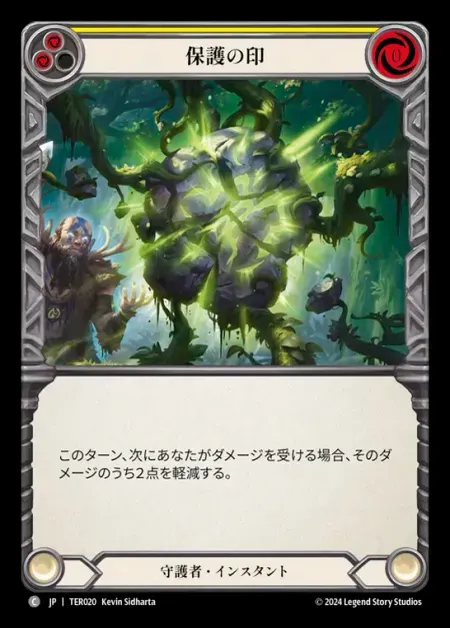 保護の印
0
このターン、次にあなたがダメージを受ける場合、そのダ
メージのうち２点を軽減する。
守護者・インスタント
C JP | TER020 Kevin Sidharta © 2024 Legend Story Studios